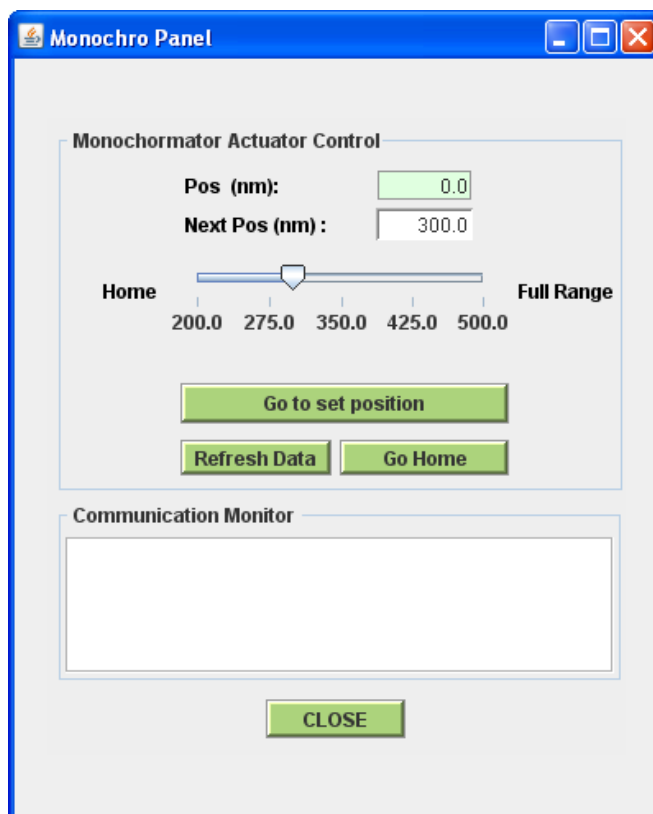 Monochro Panel
Monochormator Actuator Control
Pos (nm): 0.0
Next Pos (nm) : 300.0
Home Full Range
200.0 275.0 350.0 425.0 500.0
Go to set position
Refresh Data Go Home
Communication Monitor
CLOSE